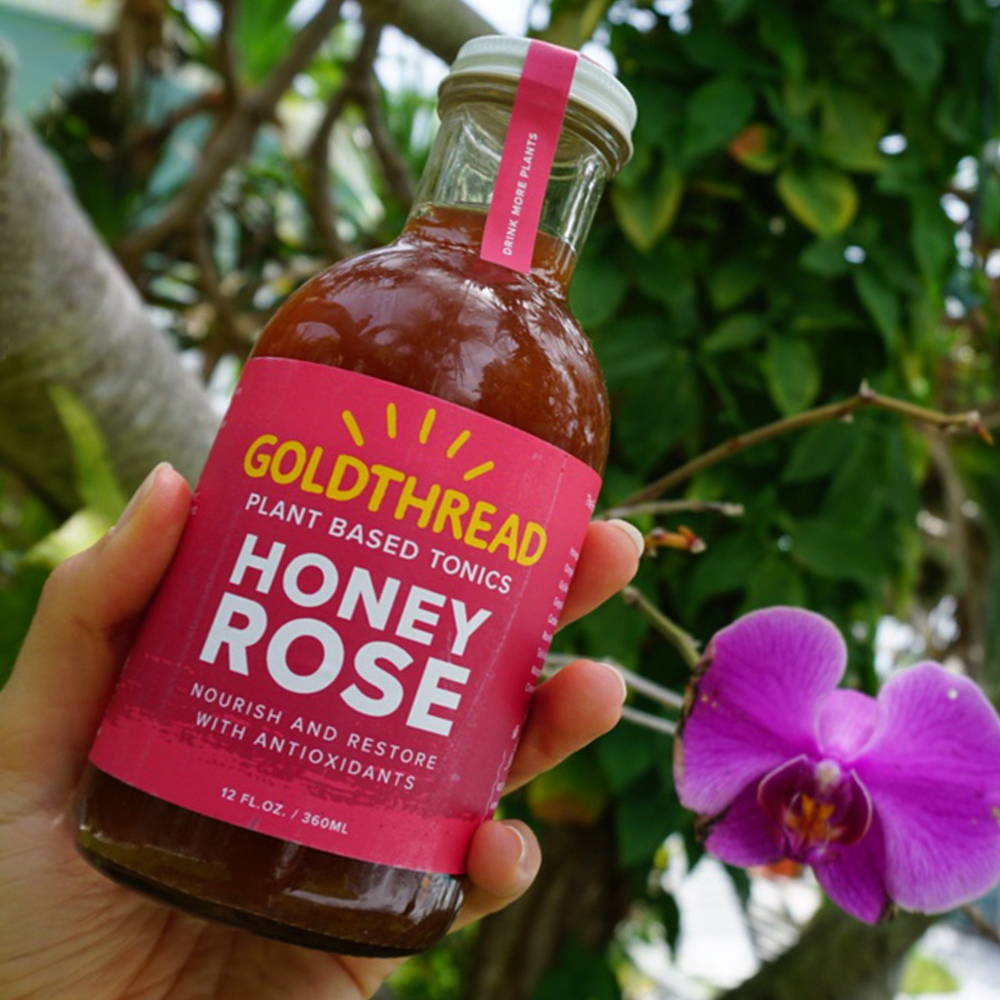 DRINK MORE PLANTS
GOLDTHREAD
PLANT BASED TONICS
HONEY
ROSE
NOURISH AND RESTORE
WITH ANTIOXIDANTS
12 FL.OZ. / 360ML